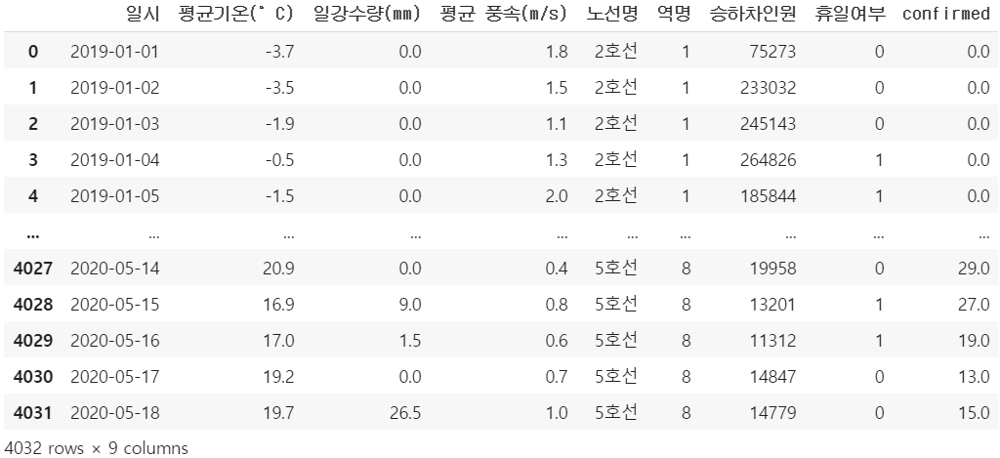 일시 평균기온(°C) 일강수량(mm) 평균 풍속(m/s) 노선명 역명 승하차인원 휴일여부 confirmed
0 2019-01-01 -3.7 0.0 1.8 2호선 1 75273 0 0.0
1 2019-01-02 -3.5 0.0 1.5 2호선 1 233032 0 0.0
2 2019-01-03 -1.9 0.0 1.1 2호선 1 245143 0 0.0
3 2019-01-04 -0.5 0.0 1.3 2호선 1 264826 1 0.0
4 2019-01-05 -1.5 0.0 2.0 2호선 1 185844 1 0.0
... ... ... ... ... ... ... ... ... ...
4027 2020-05-14 20.9 0.0 0.4 5호선 8 19958 0 29.0
4028 2020-05-15 16.9 9.0 0.8 5호선 8 13201 1 27.0
4029 2020-05-16 17.0 1.5 0.6 5호선 8 11312 1 19.0
4030 2020-05-17 19.2 0.0 0.7 5호선 8 14847 0 13.0
4031 2020-05-18 19.7 26.5 1.0 5호선 8 14779 0 15.0
4032 rows × 9 columns